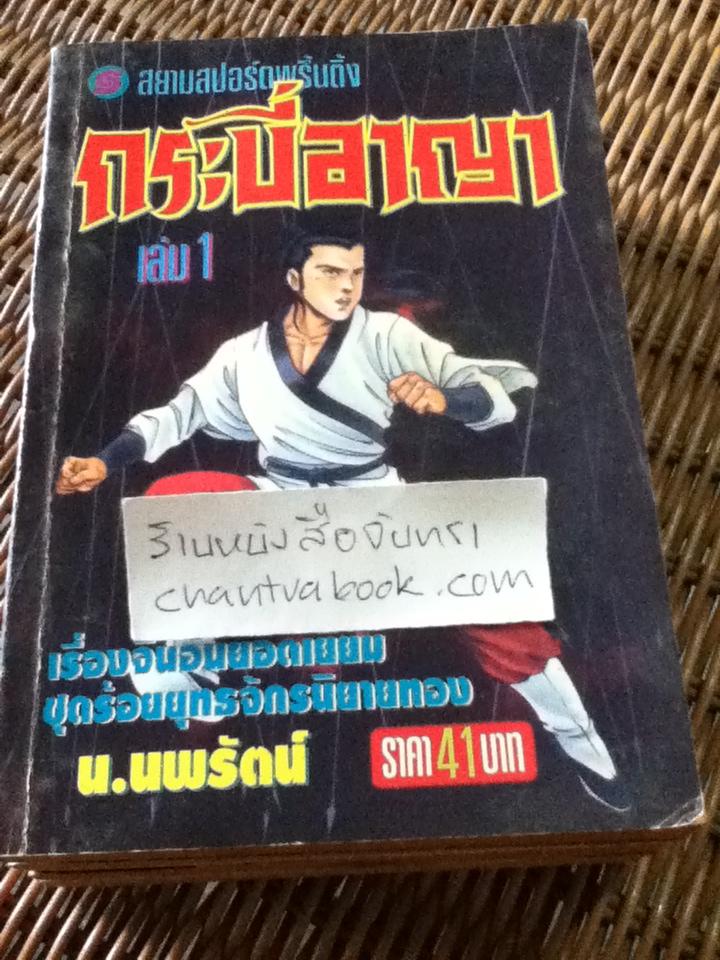 S สยามสปอร์ตพริ้นติ้ง
กระบี่อาญา
เล่ม 1
ร้านหนังสือจันทรา
chantrabook.com
เรื่องจีนอันยอดเยี่ยม
ชุดร้อยยุทธจักรนิยายทอง
น.นพรัตน์
ราคา 41 บาท